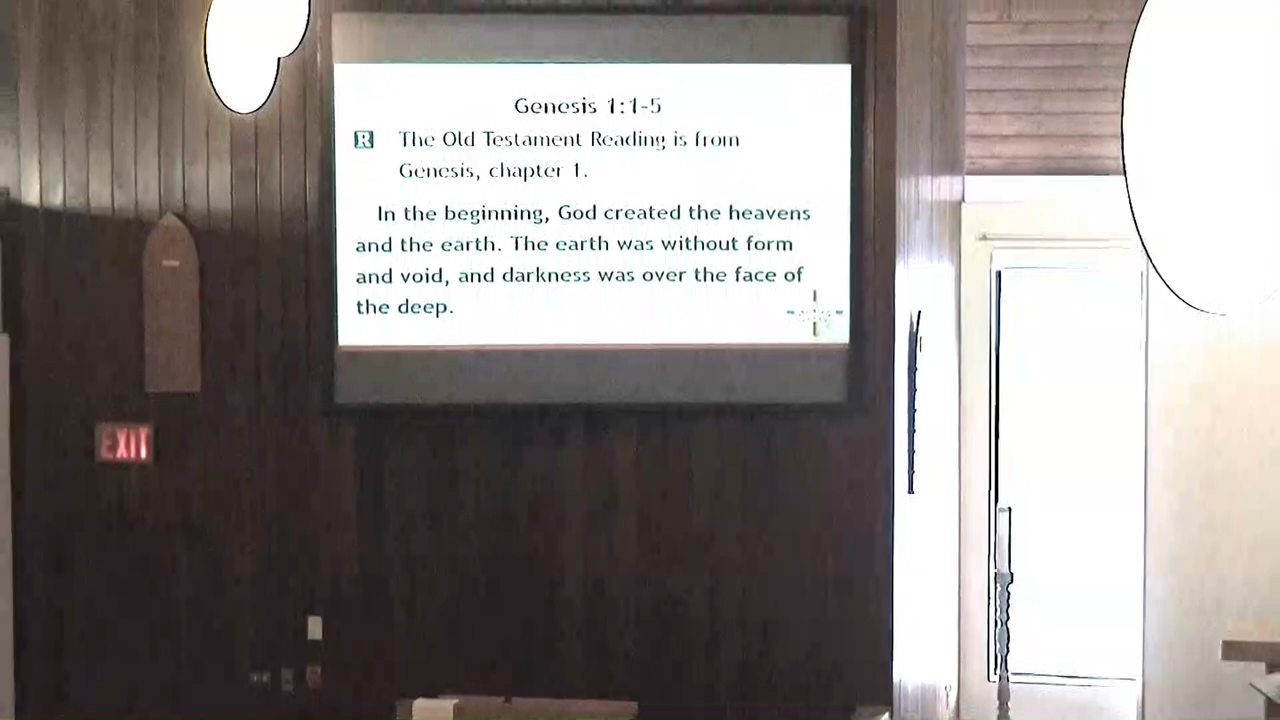 Genesis 1:1-5
R The Old Testament Reading is from
Genesis, chapter 1.
In the beginning, God created the heavens
and the earth. The earth was without form
and void, and darkness was over the face of
the deep.
EXIT